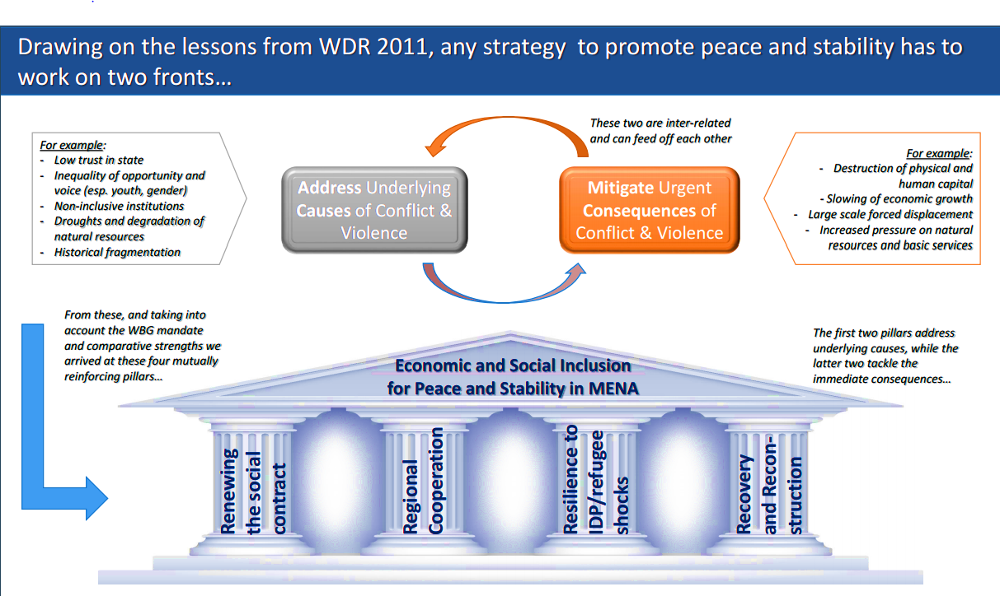 Drawing on the lessons from WDR 2011, any strategy  to promote peace and stability has to
work on two fronts…
These two are inter-related
and can feed off each other
For example:
- Low trust in state
- Inequality of opportunity and
voice (esp. youth, gender)
- Non-inclusive institutions
- Droughts and degradation of
natural resources
- Historical fragmentation
Address Underlying
Causes of Conflict &
Violence
Mitigate Urgent
Consequences of
Conflict & Violence
For example:
- Destruction of physical and
human capital
- Slowing of economic growth
- Large scale forced displacement
- Increased pressure on natural
resources and basic services
From these, and taking into
account the WBG mandate
and comparative strengths we
arrived at these four mutually
reinforcing pillars…
The first two pillars address
underlying causes, while the
latter two tackle the
immediate consequences…
Economic and Social Inclusion
for Peace and Stability in MENA
Renewing
the social
contract
Regional
Cooperation
Resilience to
IDP/refugee
shocks
Recovery
and Recon-
struction